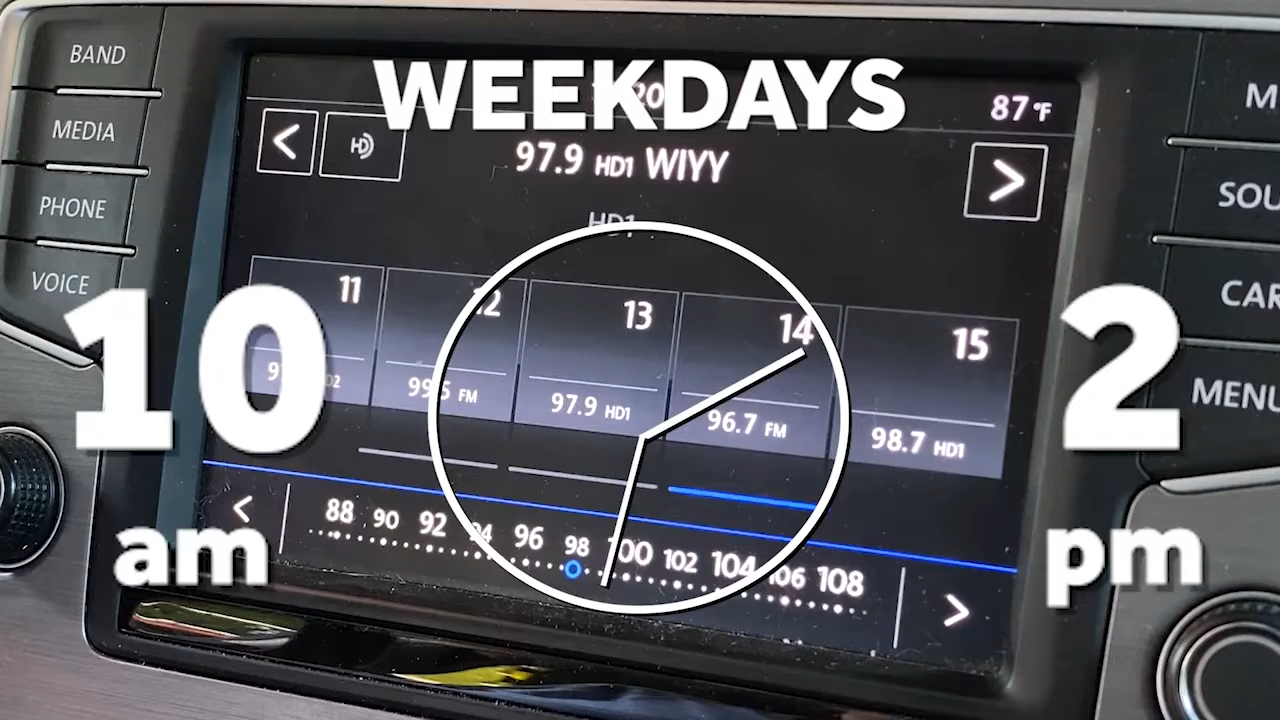 WEEKDAYS
10
am
2
pm
BAND
MEDIA
PHONE
VOICE
87°F
97.9 HD1 WIYY
HD1
11
12
13
14
15
99.5 FM
97.9 HD1
96.7 FM
98.7 HD1
88 90 92 94 96 98 100 102 104 106 108